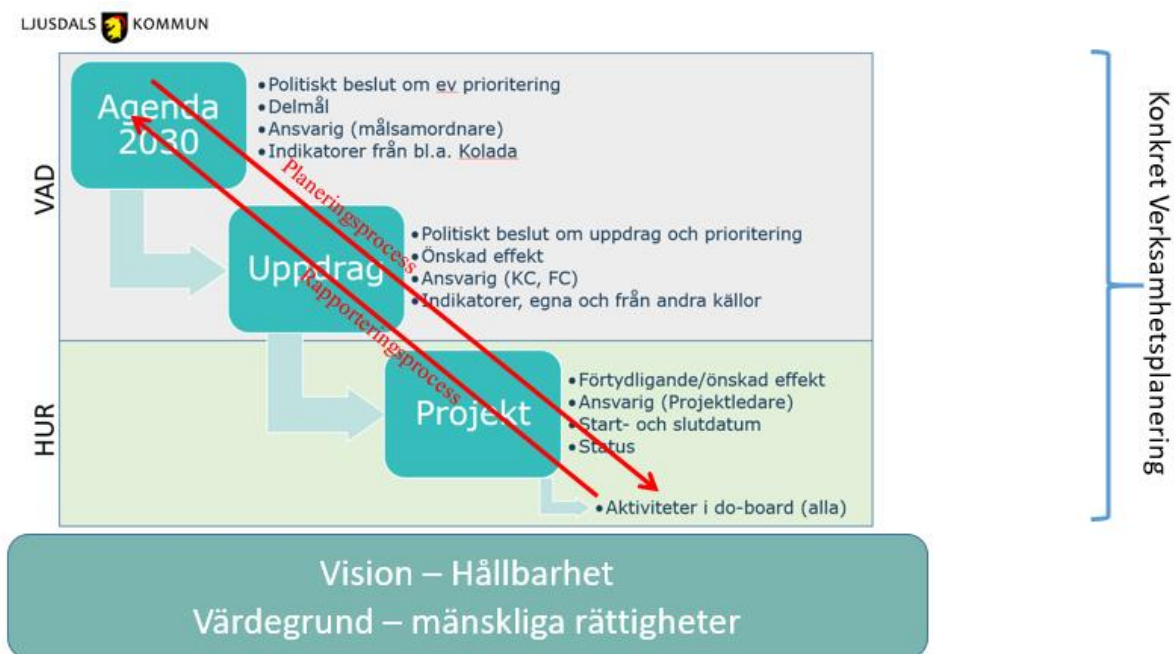 LJUSDALS KOMMUN
VAD
Agenda
2030
•Politiskt beslut om ev prioritering
•Delmål
•Ansvarig (målsamordnare)
•Indikatorer från bl.a. Kolada
Planeringsprocess
Uppdrag
•Politiskt beslut om uppdrag och prioritering
•Önskad effekt
•Ansvarig (KC, FC)
•Indikatorer, egna och från andra källor
Rapporteringsprocess
HUR
Projekt
•Förtydligande/önskad effekt
•Ansvarig (Projektledare)
•Start- och slutdatum
•Status
•Aktiviteter i do-board (alla)
Konkret Verksamhetsplanering
Vision – Hållbarhet
Värdegrund – mänskliga rättigheter